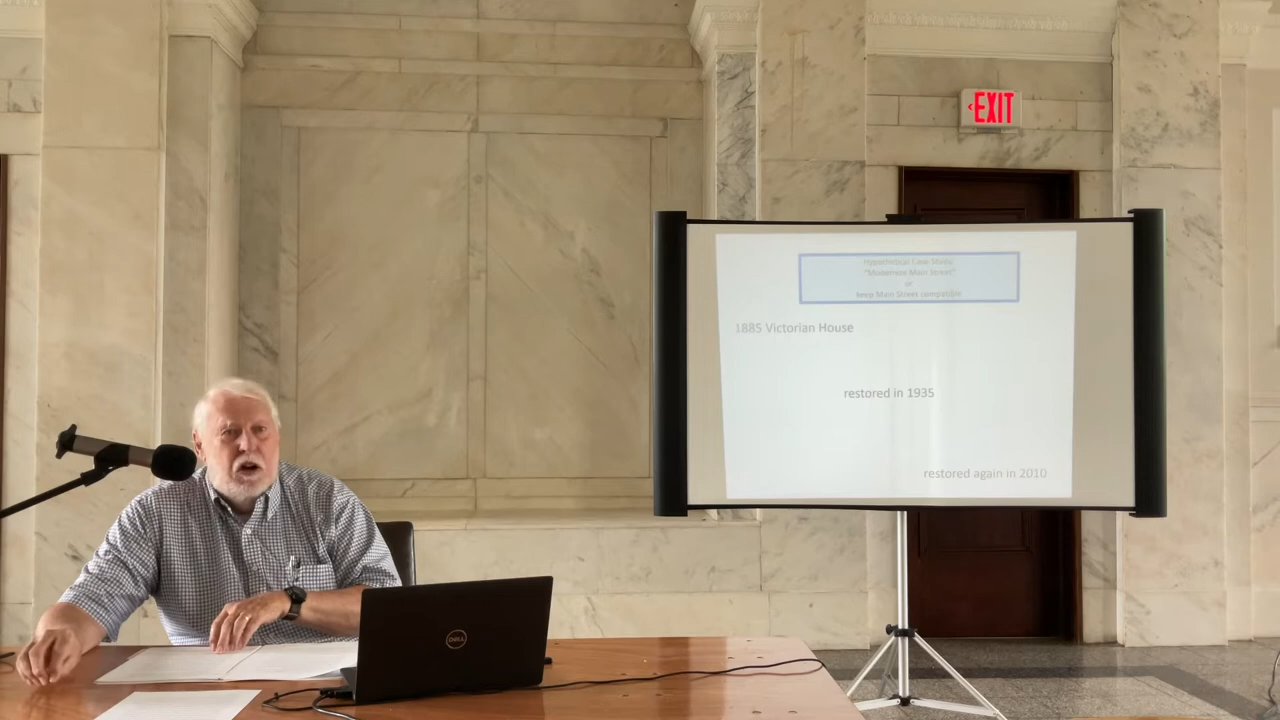 ‹EXIT
Hypothetical Case Study:
"Modernize Main Street"
or
keep Main Street compatible
1885 Victorian House
restored in 1935
restored again in 2010
DELL